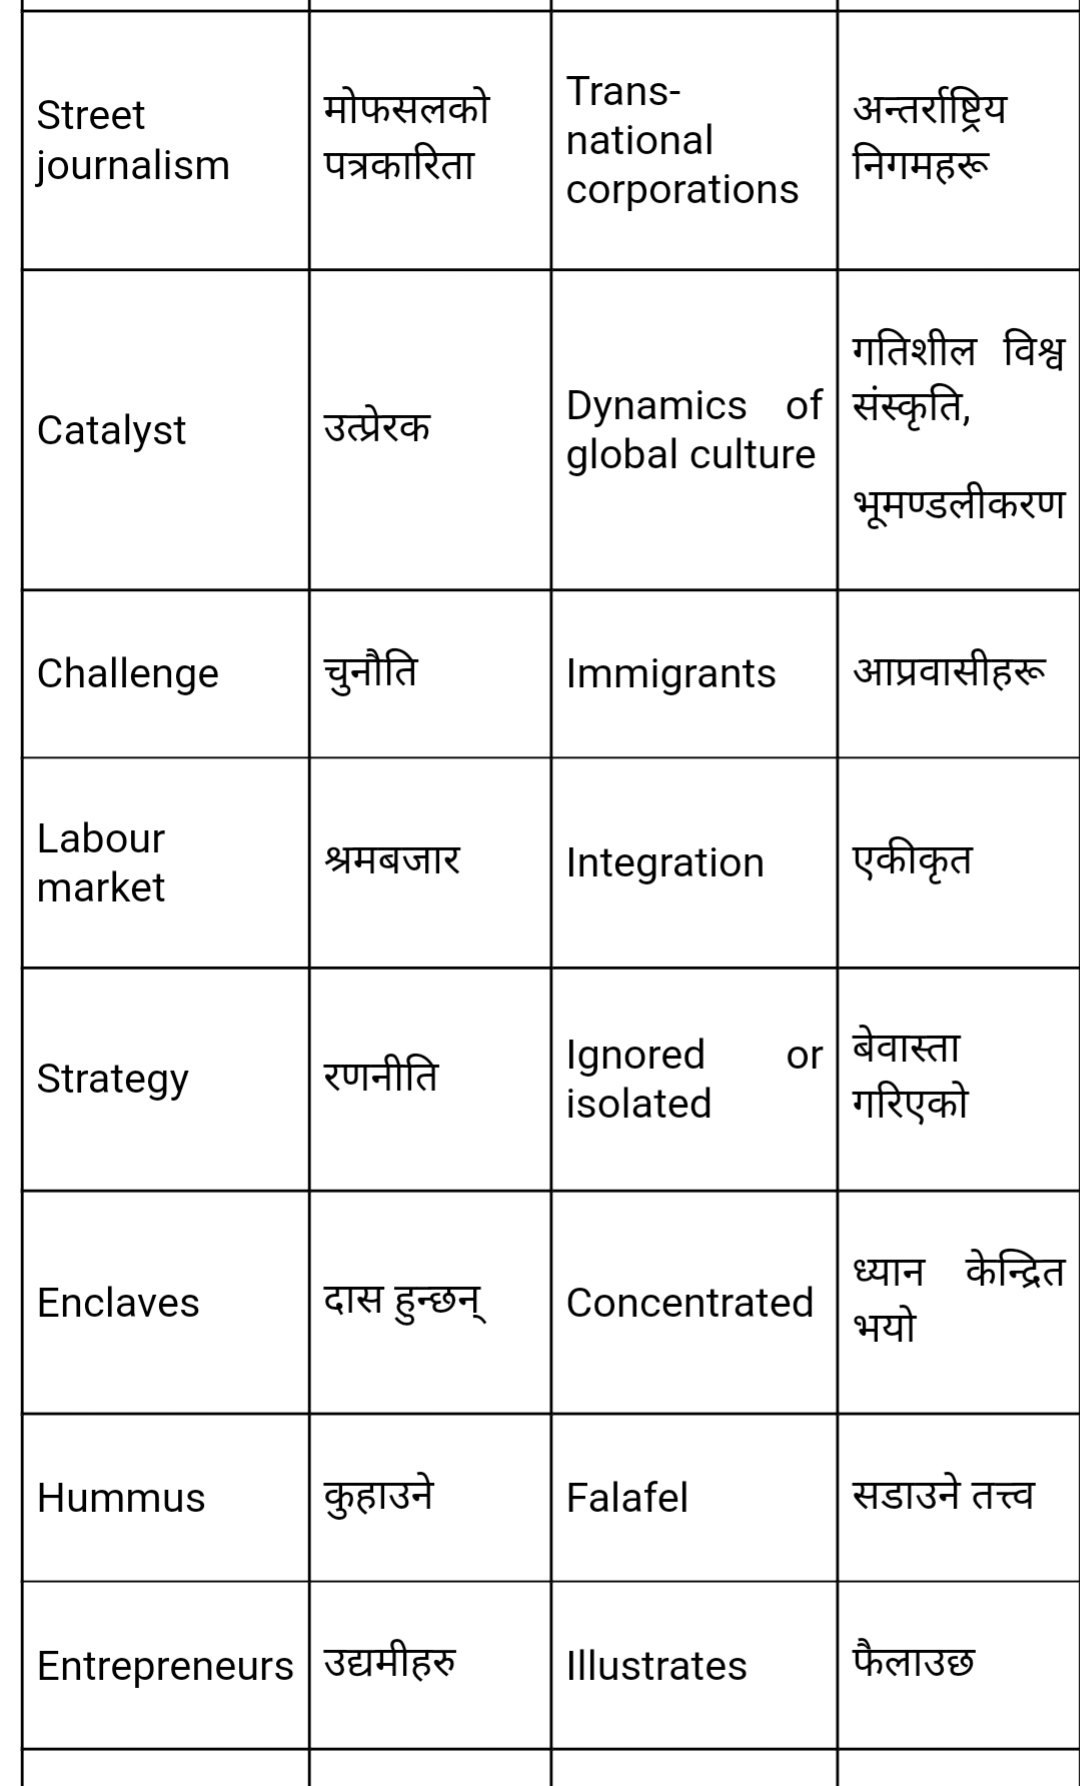 Street
journalism
मोफसलको
पत्रकारिता
Trans-
national
corporations
अन्तर्राष्ट्रिय
निगमहरू
Catalyst
उत्प्रेरक
Dynamics of
global culture
गतिशील विश्व
संस्कृति,
भूमण्डलीकरण
Challenge
चुनौति
Immigrants
आप्रवासीहरू
Labour
market
श्रमबजार
Integration
एकीकृत
Strategy
रणनीति
Ignored or
isolated
बेवास्ता
गरिएको
Enclaves
दास हुन्छन्
Concentrated
ध्यान केन्द्रित
भयो
Hummus
कुहाउने
Falafel
सडाउने तत्त्व
Entrepreneurs
उद्यमीहरु
Illustrates
फैलाउछ